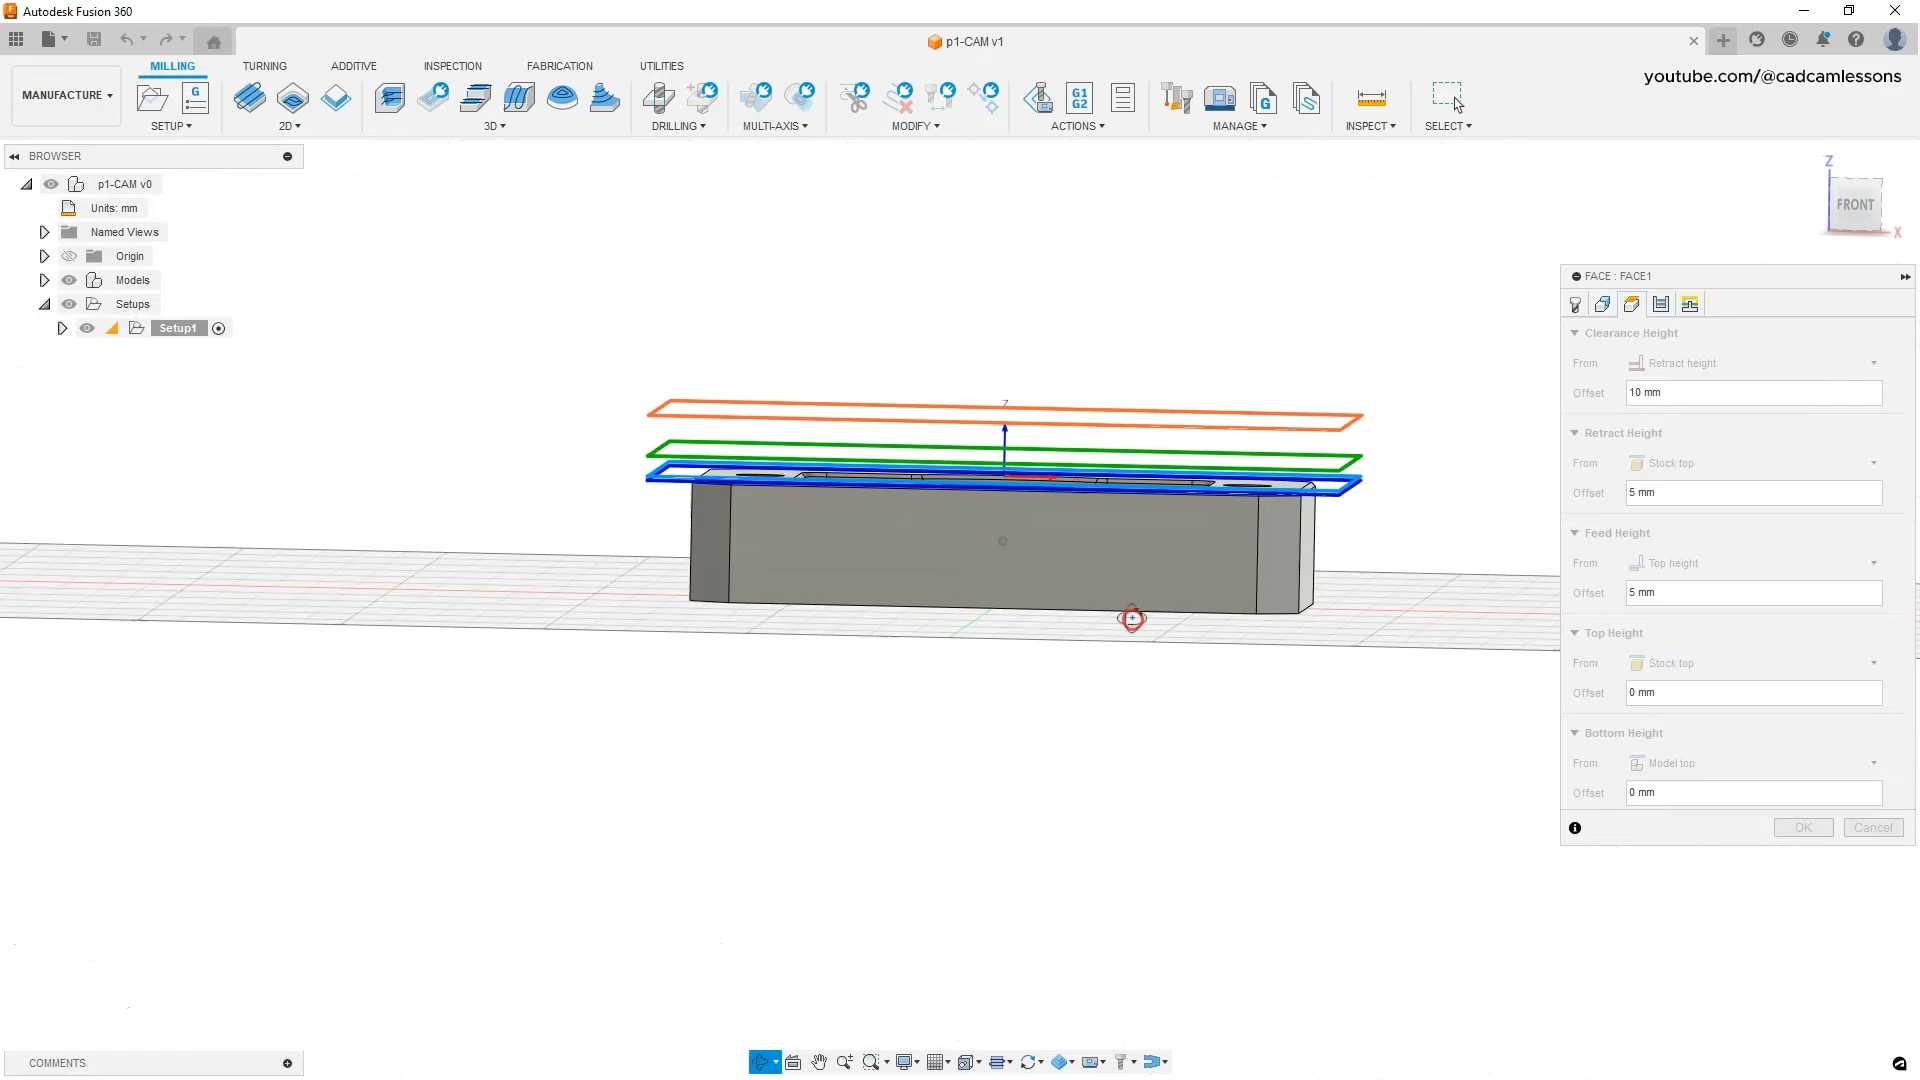 Autodesk Fusion 360
p1-CAM v1
MILLING
TURNING
ADDITIVE
INSPECTION
FABRICATION
UTILITIES
youtube.com/@cadcamlessons
MANUFACTURE
G
G1
G2
G
SETUP
2D
3D
DRILLING
MULTI-AXIS
MODIFY
ACTIONS
MANAGE
INSPECT
SELECT
BROWSER
p1-CAM v0
Units: mm
Named Views
Origin
Models
Setups
Setup1
Z
FRONT
X
Z
FACE : FACE1
Clearance Height
From Retract height
Offset 10 mm
Retract Height
From Stock top
Offset 5 mm
Feed Height
From Top height
Offset 5 mm
Top Height
From Stock top
Offset 0 mm
Bottom Height
From Model top
Offset 0 mm
OK Cancel
COMMENTS